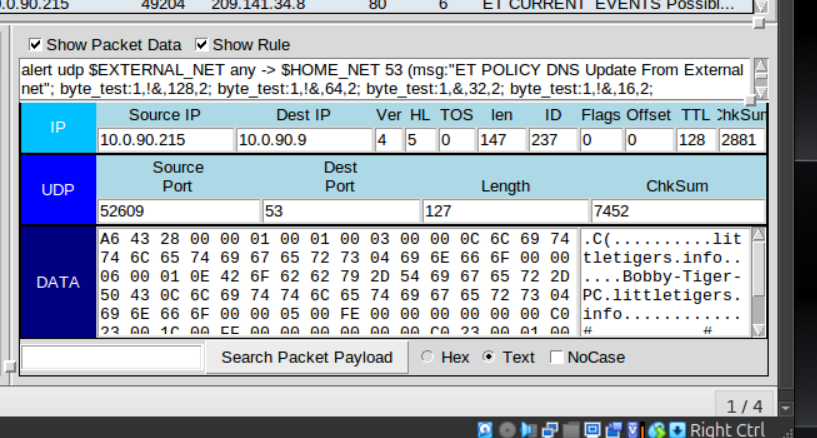 0.0.90.215 49204 209.141.34.8 80 6 ET CURRENT_EVENTS Possibl...
Show Packet Data Show Rule
alert udp $EXTERNAL_NET any -> $HOME_NET 53 (msg:"ET POLICY DNS Update From External
net"; byte_test:1,!&,128,2; byte_test:1,!&,64,2; byte_test:1,&,32,2; byte_test:1,!&,16,2;
IP
Source IP Dest IP Ver HL TOS len ID Flags Offset TTL ChkSum
10.0.90.215 10.0.90.9 4 5 0 147 237 0 0 128 2881
UDP
Source Port Dest Port Length ChkSum
52609 53 127 7452
DATA
A6 43 28 00 00 01 00 01 00 03 00 00 0C 6C 69 74 .C(..........lit
74 6C 65 74 69 67 65 72 73 04 69 6E 66 6F 00 00 tletigers.info..
06 00 01 0E 42 6F 62 62 79 2D 54 69 67 65 72 2D ....Bobby-Tiger-
50 43 0C 6C 69 74 74 6C 65 74 69 67 65 72 73 04 PC.littletigers.
69 6E 66 6F 00 00 05 00 FE 00 00 00 00 00 00 C0 info............
23 00 1C 00 FF 00 00 00 00 00 00 C0 23 00 01 00 #...........#...
Search Packet Payload Hex Text NoCase
1 / 4
Right Ctrl